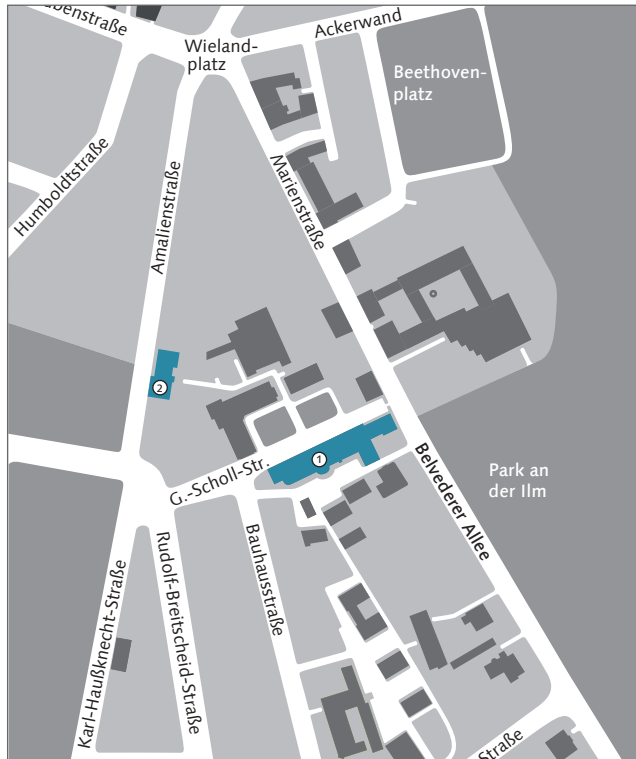 Ackerwand
Wieland-
platz
Beethoven-
platz
Humboldtstraße
Amalienstraße
Marienstraße
2
1
G.-Scholl-Str.
Belvederer Allee
Park an
der Ilm
Bauhausstraße
Rudolf-Breitscheid-Straße
Karl-Haußknecht-Straße
Straße